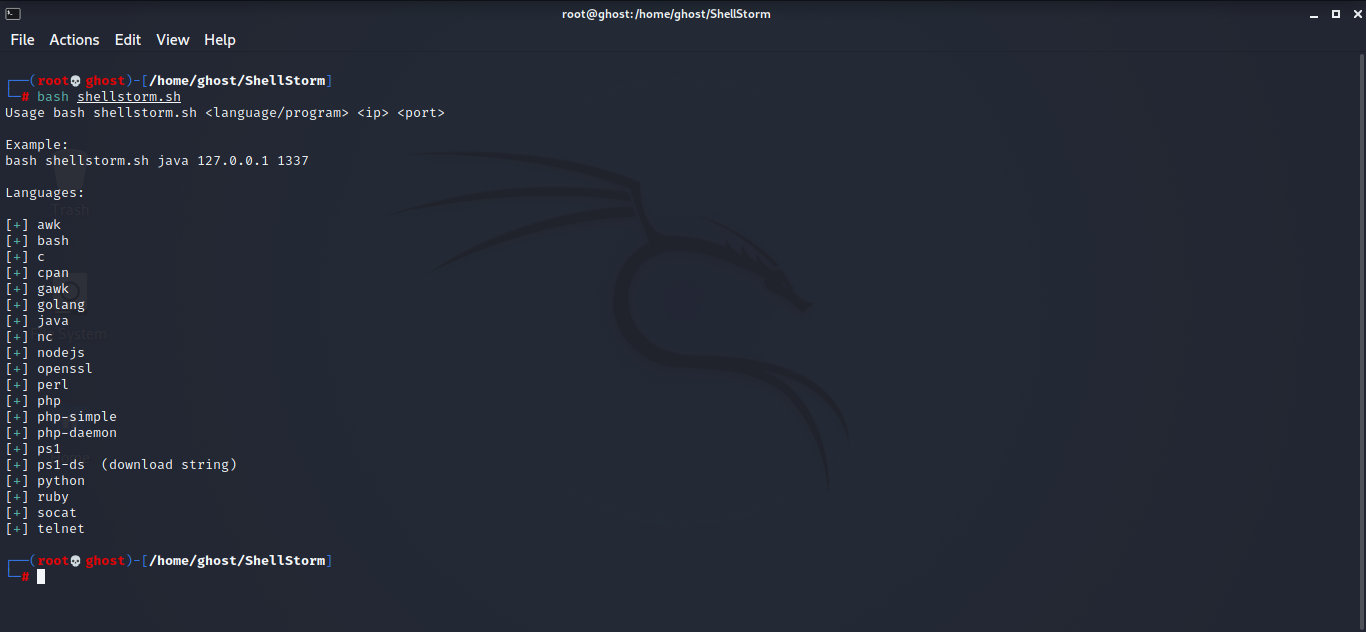 root@ghost:/home/ghost/ShellStorm
File Actions Edit View Help
┌──(root💀ghost)-[/home/ghost/ShellStorm]
└─# bash shellstorm.sh
Usage bash shellstorm.sh <language/program> <ip> <port>
Example:
bash shellstorm.sh java 127.0.0.1 1337
Languages:
[+] awk
[+] bash
[+] c
[+] cpan
[+] gawk
[+] golang
[+] java
[+] nc
[+] nodejs
[+] openssl
[+] perl
[+] php
[+] php-simple
[+] php-daemon
[+] ps1
[+] ps1-ds (download string)
[+] python
[+] ruby
[+] socat
[+] telnet
┌──(root💀ghost)-[/home/ghost/ShellStorm]
└─#